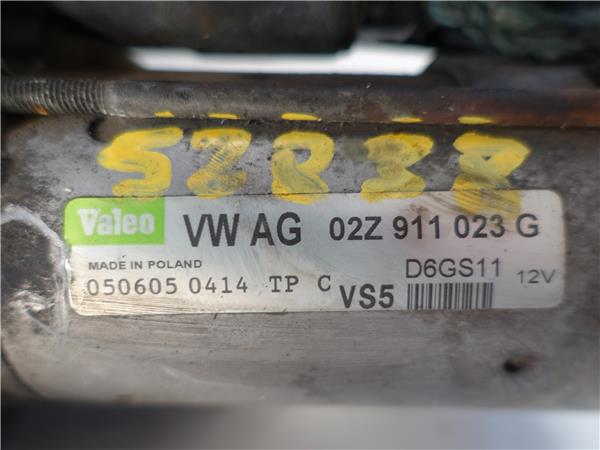 52838
Valeo VW AG 02Z 911 023 G
MADE IN POLAND D6GS11 12V
050605 0414 TP C VS5